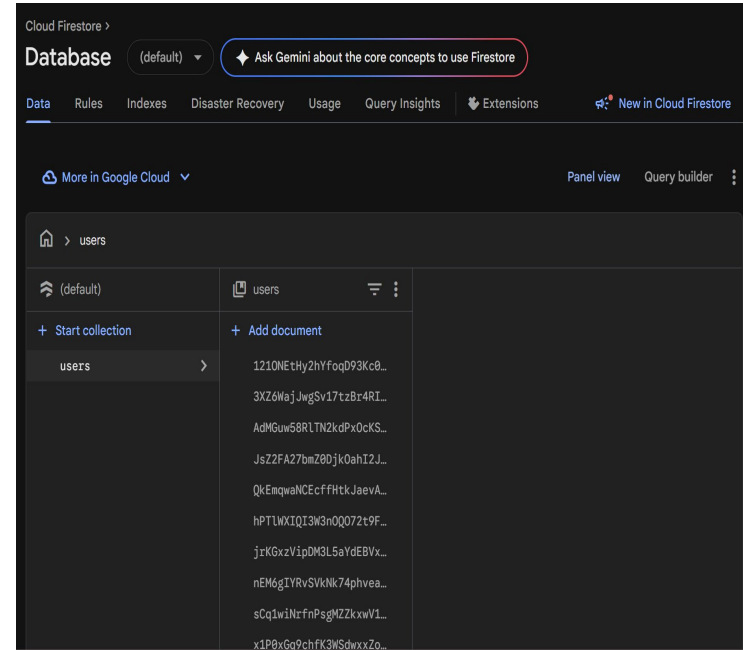 Cloud Firestore >
Database (default) Ask Gemini about the core concepts to use Firestore
Data Rules Indexes Disaster Recovery Usage Query Insights Extensions New in Cloud Firestore
More in Google Cloud Panel view Query builder
> users
(default) users
+ Start collection + Add document
users
121ONEtHy2hYfoqD93Kc0…
3XZ6WajJwgSv17tzBr4RI…
AdMGuw58RlTN2kdPxOcKS…
JsZ2FA27bmZ0DjkOahI2J…
QkEmqwaNCEcffHtkJaevA…
hPTlWXIQI3W3nOQO72t9F…
jrKGxzVipDM3L5aYdEBVx…
nEM6gIYRvSVkNk74phvea…
sCq1wiNrfnPsgMZZkxwV1…
x1P0xGq9chfK3WSdwxxZo…